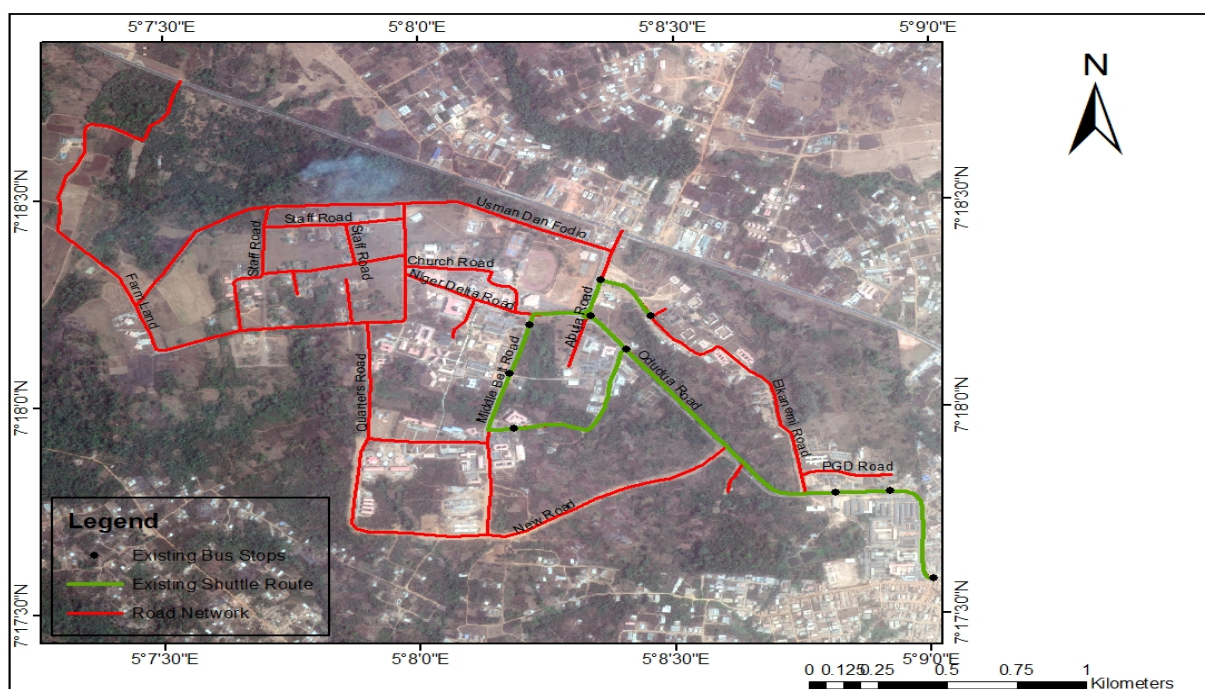 5°7'30"E 5°8'0"E 5°8'30"E 5°9'0"E
N
7°18'30"N 7°18'30"N
Usman Dan Fodio
Staff Road
Staff Road
Staff Road
Church Road
Niger Delta Road
Farm Land
Abuja Road
Middle Belt Road
Odudua Road
Quarters Road
Elkanemi Road
7°18'0"N 7°18'0"N
PGD Road
New Road
Legend
Existing Bus Stops
Existing Shuttle Route
Road Network
7°17'30"N 7°17'30"N
5°7'30"E 5°8'0"E 5°8'30"E 5°9'0"E
0 0.125 0.25 0.5 0.75 1
Kilometers